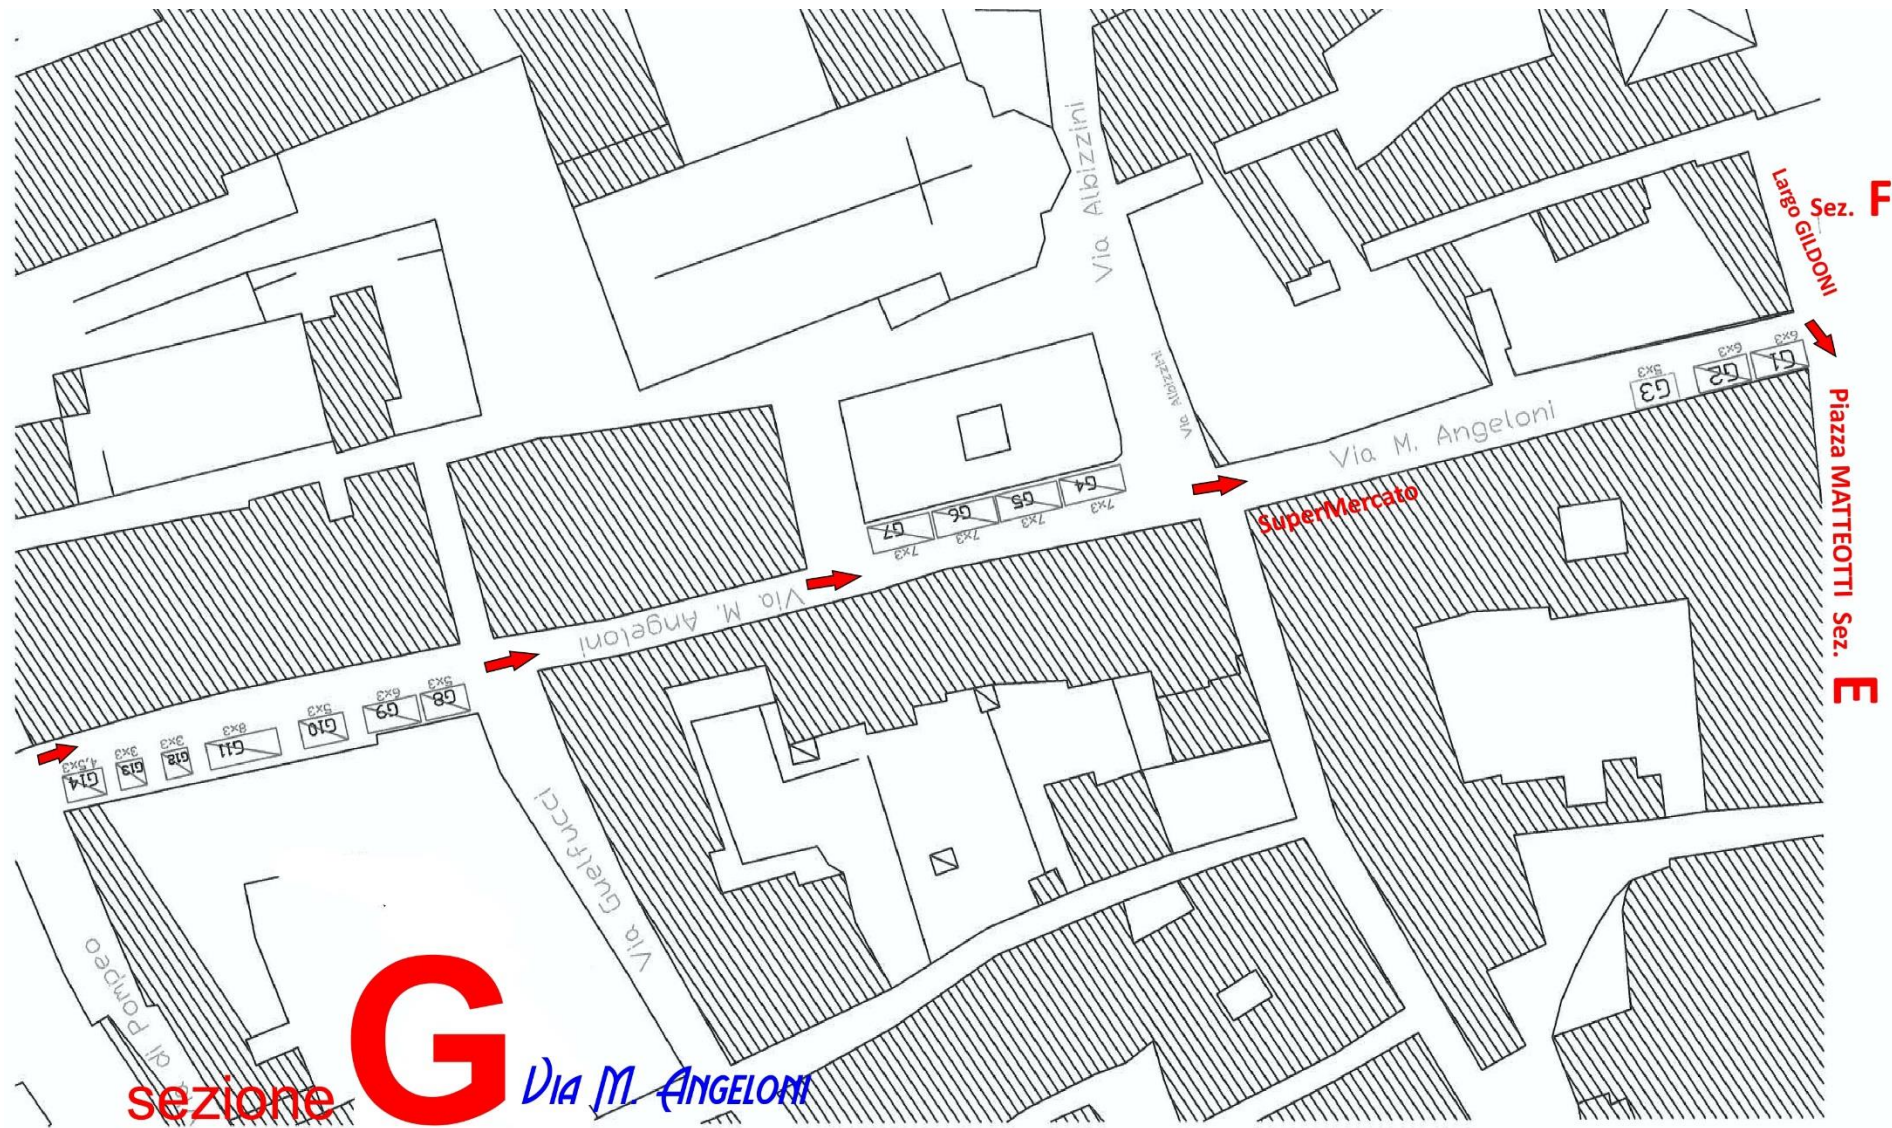 Via Albizzini
Largo GILDONI
Sez. F
Via Albizzini
6x3
G1
6x3
G2
5x3
G3
Via M. Angeloni
Piazza MATTEOTTI Sez. E
SuperMercato
G4
7x3
G5
7x3
G6
7x3
G7
7x3
Via M. Angeloni
5x3
G8
6x3
G9
5x3
G10
8x3
G11
3x3
G12
3x3
G13
4,5x3
G14
Via Guelfucci
di Pompeo
sezione G Via M. Angeloni